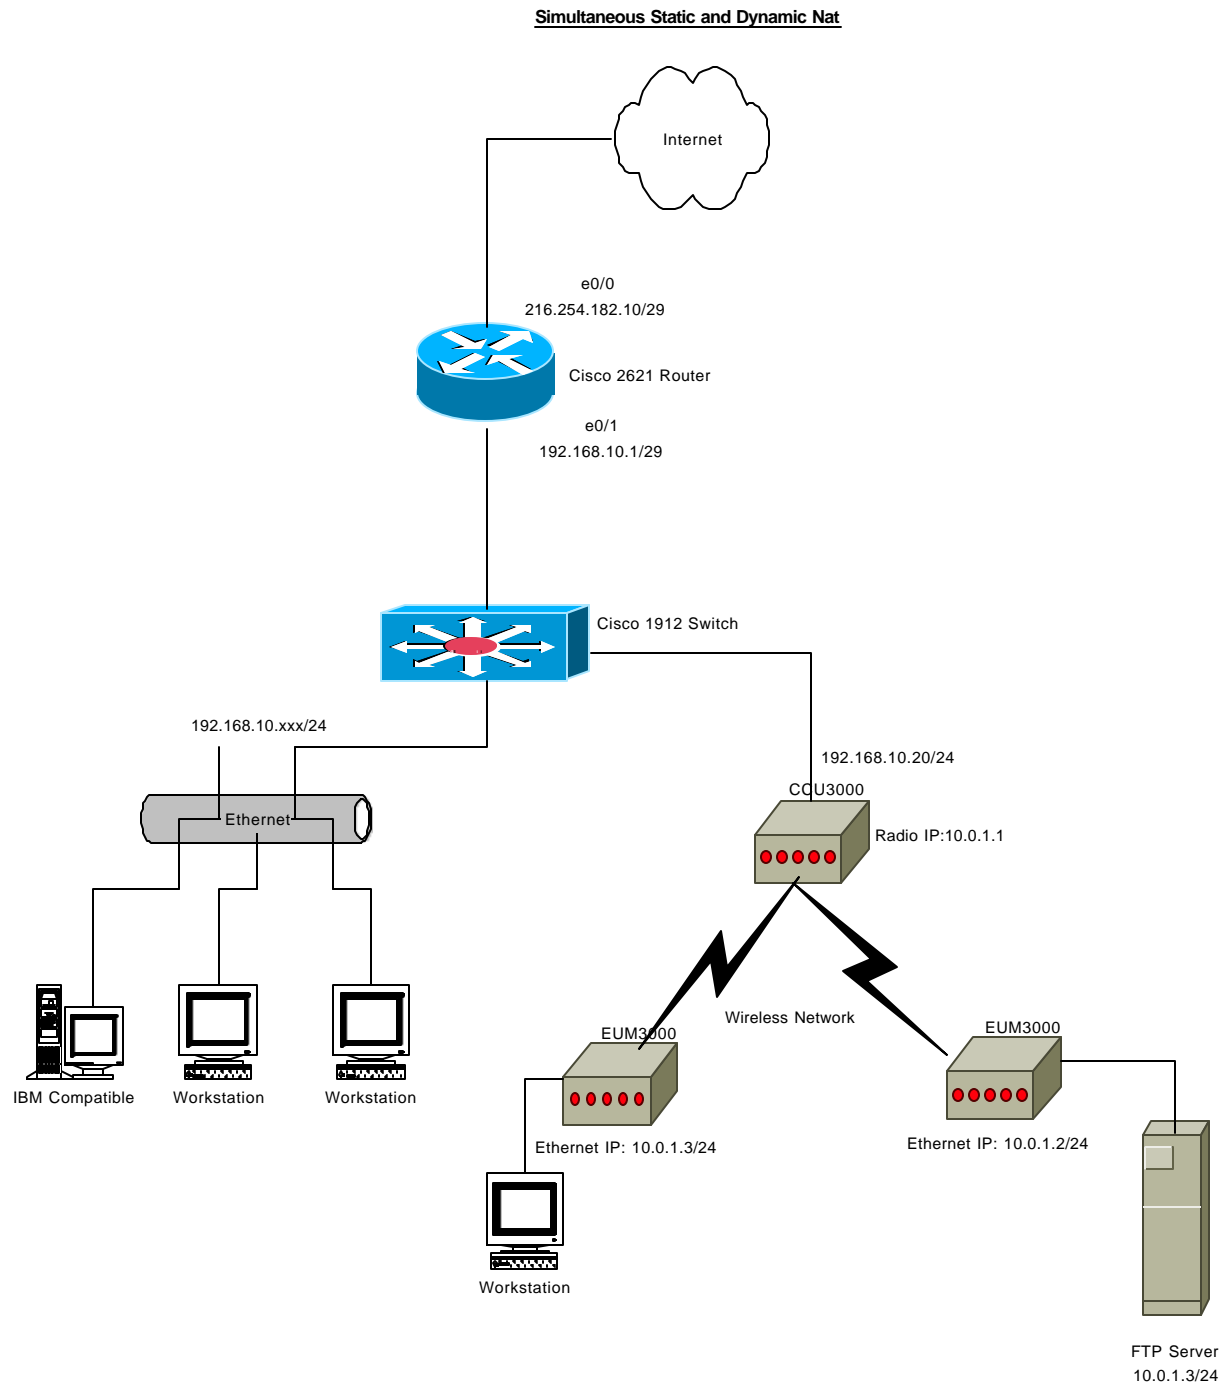 Simultaneous Static and Dynamic Nat
Internet
e0/0
216.254.182.10/29
Cisco 2621 Router
e0/1
192.168.10.1/29
Cisco 1912 Switch
192.168.10.xxx/24
192.168.10.20/24
CCU3000
Ethernet
Radio IP:10.0.1.1
Wireless Network
EUM3000
EUM3000
IBM Compatible
Workstation
Workstation
Ethernet IP: 10.0.1.3/24
Ethernet IP: 10.0.1.2/24
Workstation
FTP Server
10.0.1.3/24